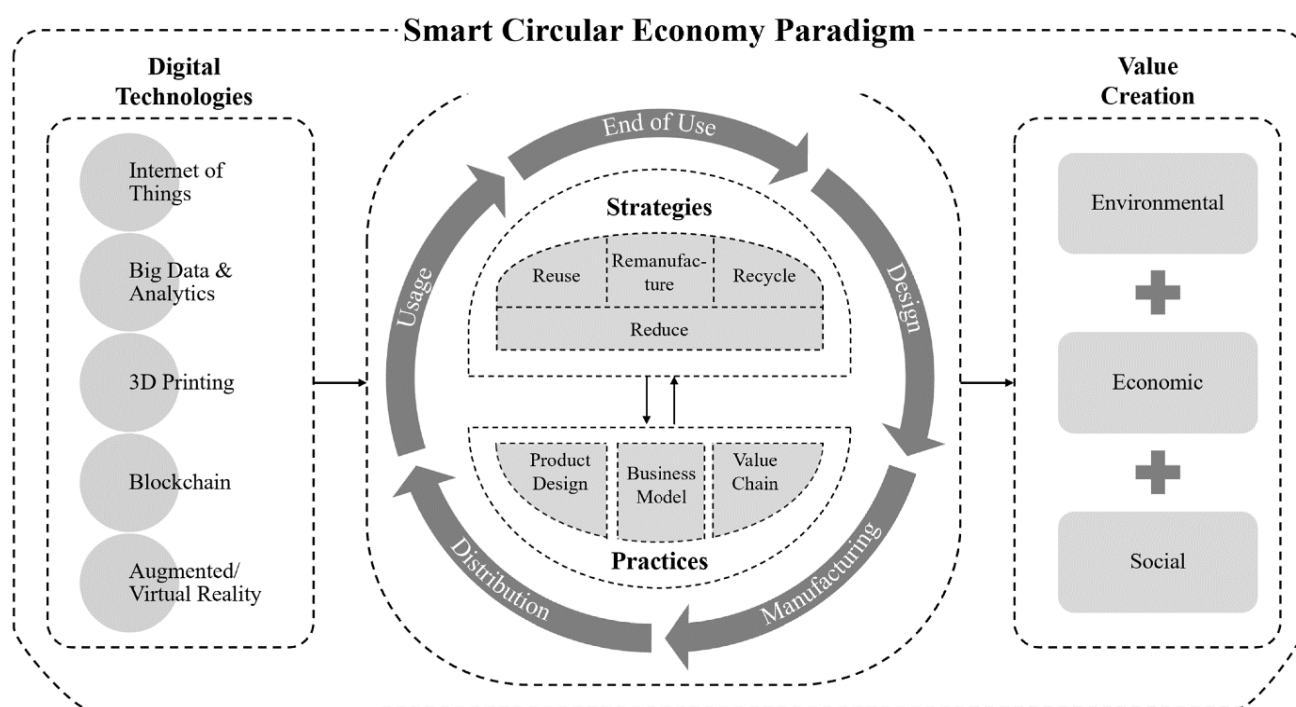 Smart Circular Economy Paradigm
Digital
Technologies
Internet of
Things
Big Data &
Analytics
3D Printing
Blockchain
Augmented/
Virtual Reality
End of Use
Design
Manufacturing
Distribution
Usage
Strategies
Reuse
Remanufac-
ture
Recycle
Reduce
Product
Design
Business
Model
Value
Chain
Practices
Value
Creation
Environmental
Economic
Social